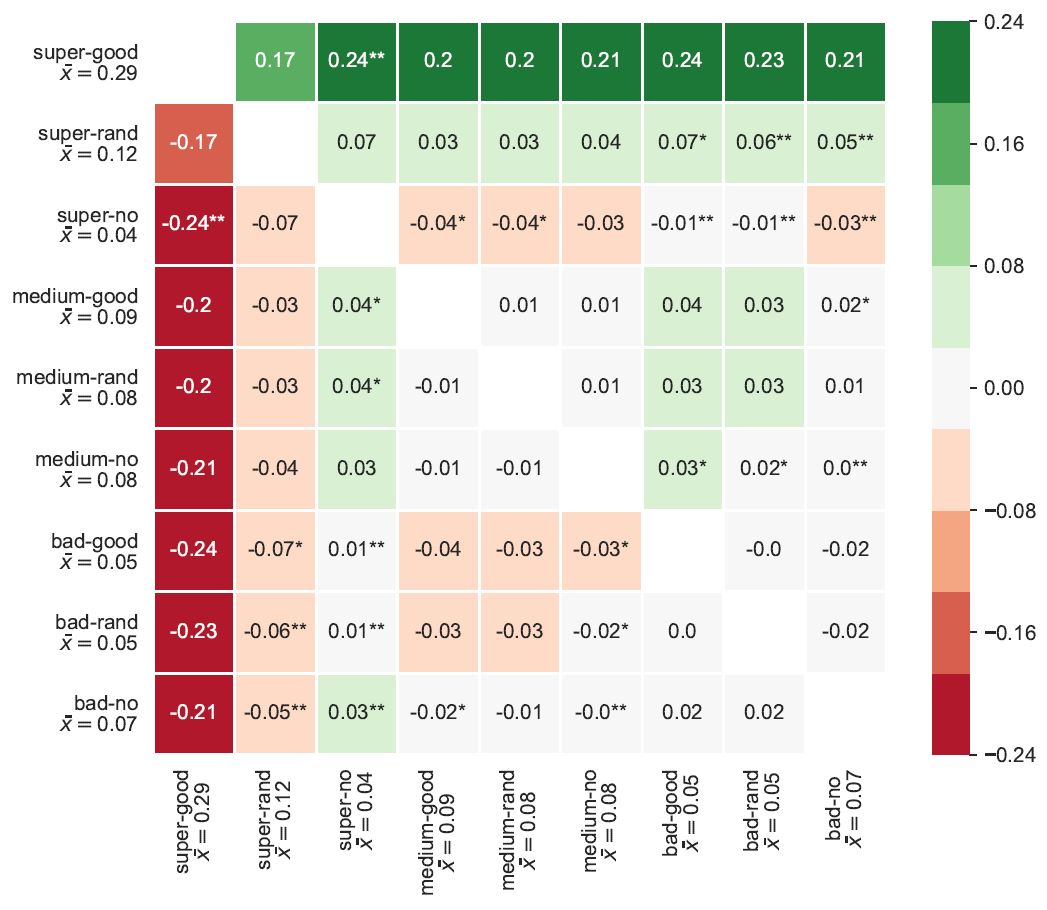 super-good
x̄ = 0.29
0.17 0.24** 0.2 0.2 0.21 0.24 0.23 0.21
super-rand
x̄ = 0.12
-0.17 0.07 0.03 0.03 0.04 0.07* 0.06** 0.05**
super-no
x̄ = 0.04
-0.24** -0.07 -0.04* -0.04* -0.03 -0.01** -0.01** -0.03**
medium-good
x̄ = 0.09
-0.2 -0.03 0.04* 0.01 0.01 0.04 0.03 0.02*
medium-rand
x̄ = 0.08
-0.2 -0.03 0.04* -0.01 0.01 0.03 0.03 0.01
medium-no
x̄ = 0.08
-0.21 -0.04 0.03 -0.01 -0.01 0.03* 0.02* 0.0**
bad-good
x̄ = 0.05
-0.24 -0.07* 0.01** -0.04 -0.03 -0.03* -0.0 -0.02
bad-rand
x̄ = 0.05
-0.23 -0.06** 0.01** -0.03 -0.03 -0.02* 0.0 -0.02
bad-no
x̄ = 0.07
-0.21 -0.05** 0.03** -0.02* -0.01 -0.0** 0.02 0.02
super-good
x̄ = 0.29
super-rand
x̄ = 0.12
super-no
x̄ = 0.04
medium-good
x̄ = 0.09
medium-rand
x̄ = 0.08
medium-no
x̄ = 0.08
bad-good
x̄ = 0.05
bad-rand
x̄ = 0.05
bad-no
x̄ = 0.07
0.24
0.16
0.08
0.00
−0.08
−0.16
−0.24